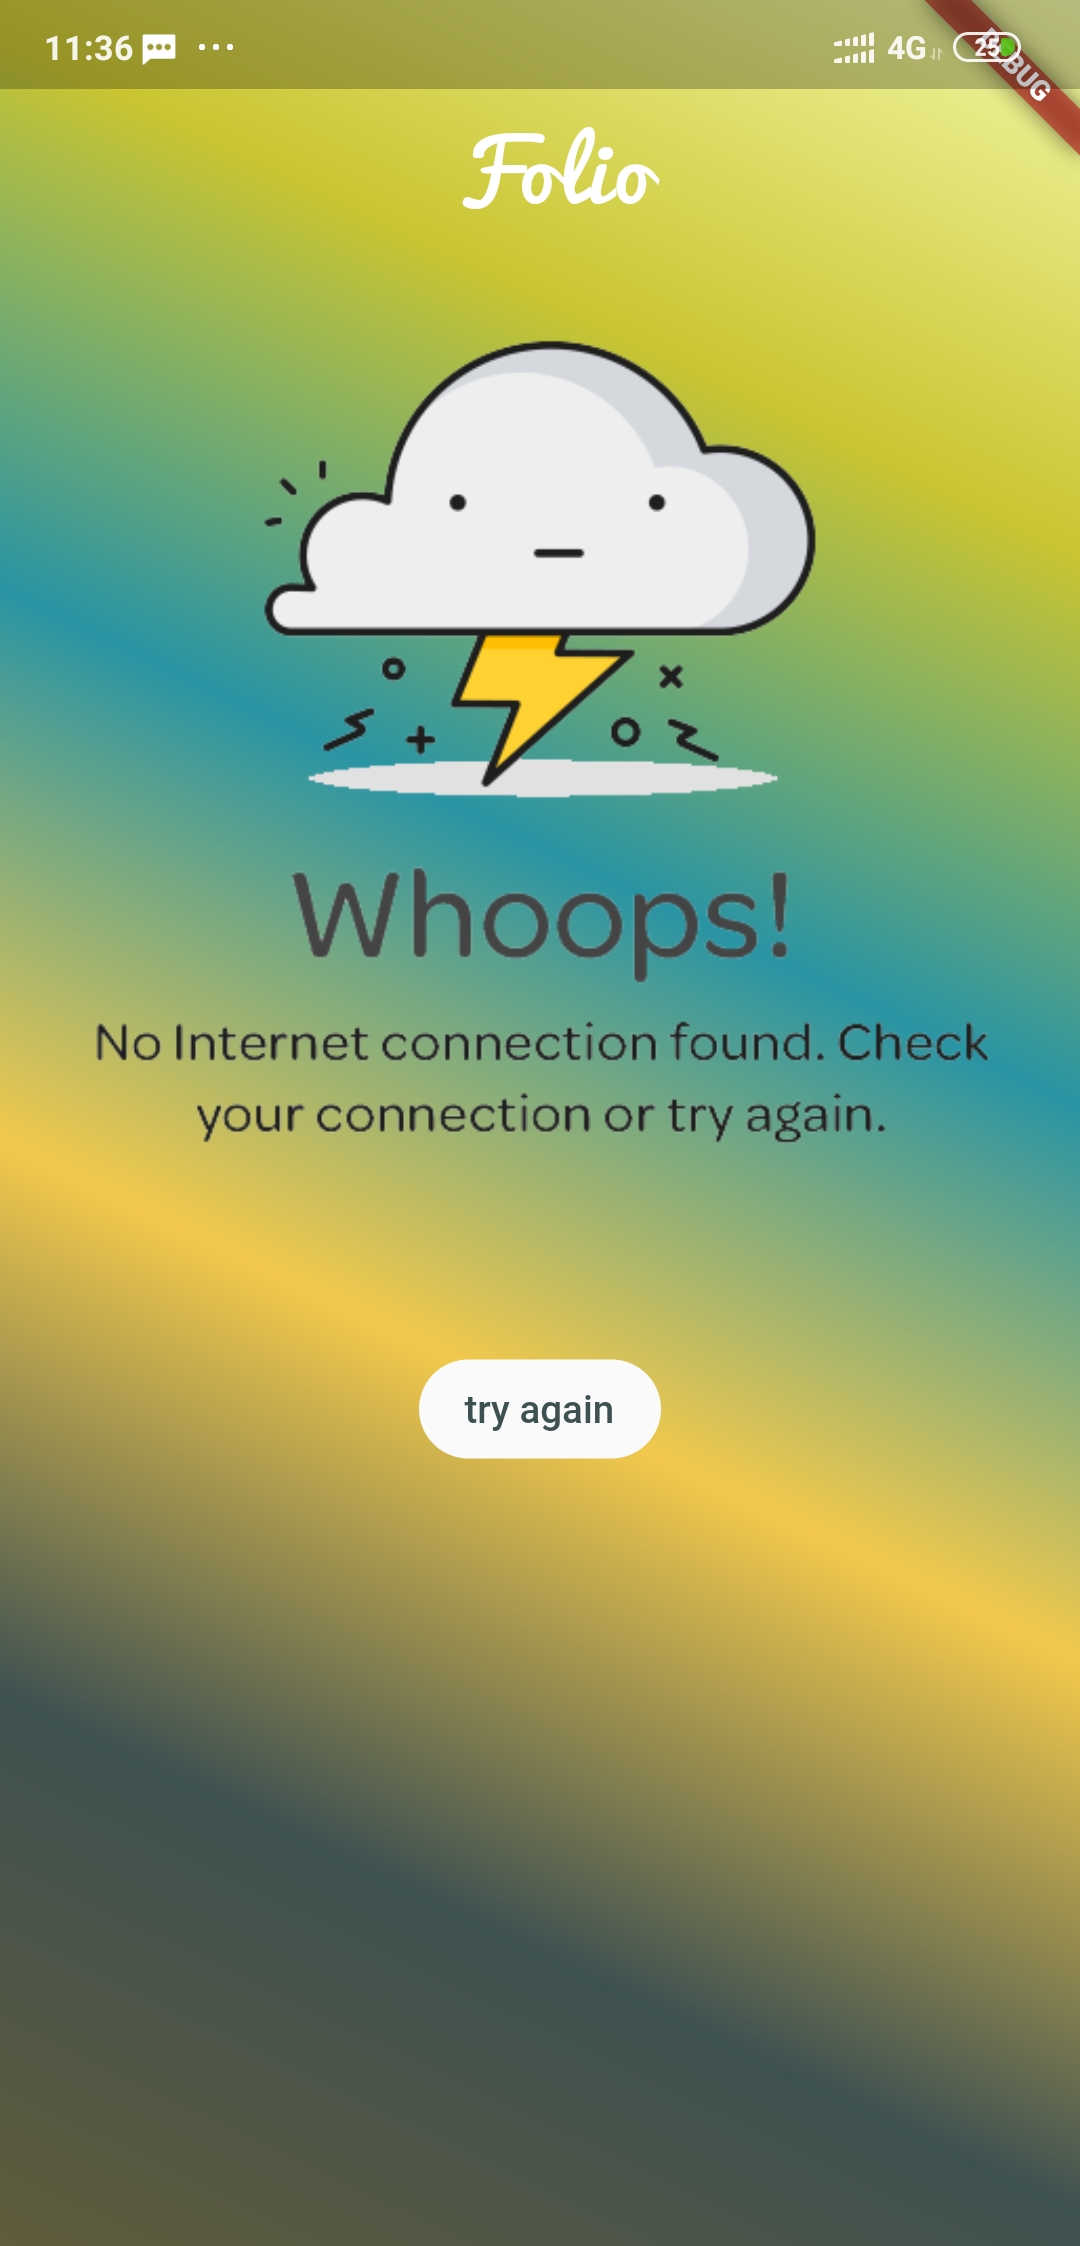 11:36
4G
25
DEBUG
Folio
Whoops!
No Internet connection found. Check
your connection or try again.
try again